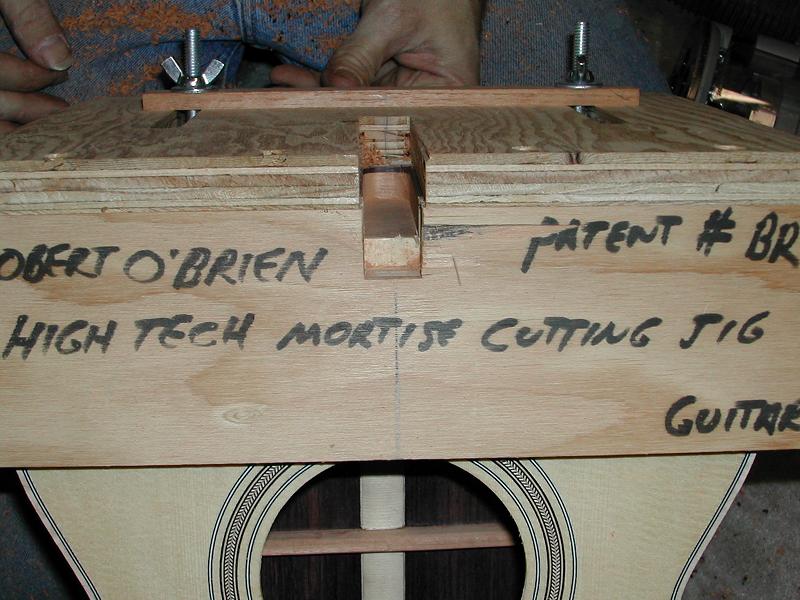 OBERT O'BRIEN PATENT # BR
HIGH TECH MORTISE CUTTING JIG
GUITAR